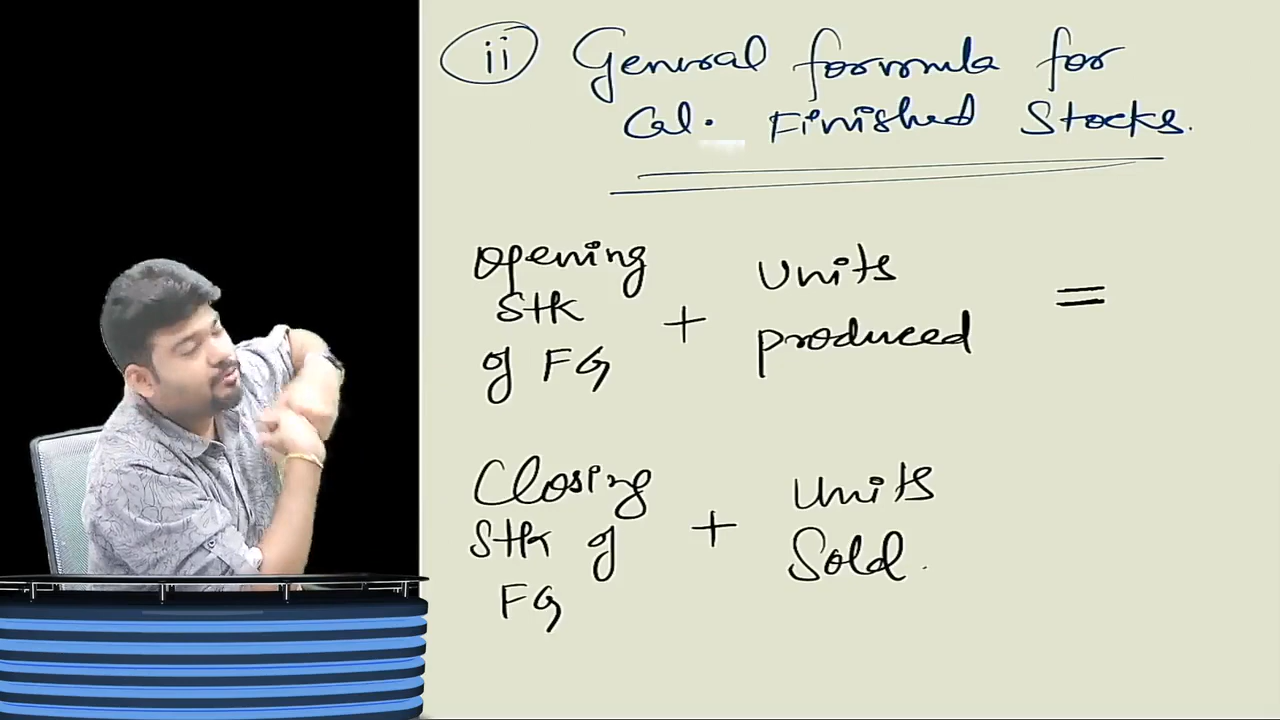 ii General formula for
Cal. Finished Stocks.
Opening Units
Stk + produced =
of FG
Closing Units
Stk of + Sold.
FG